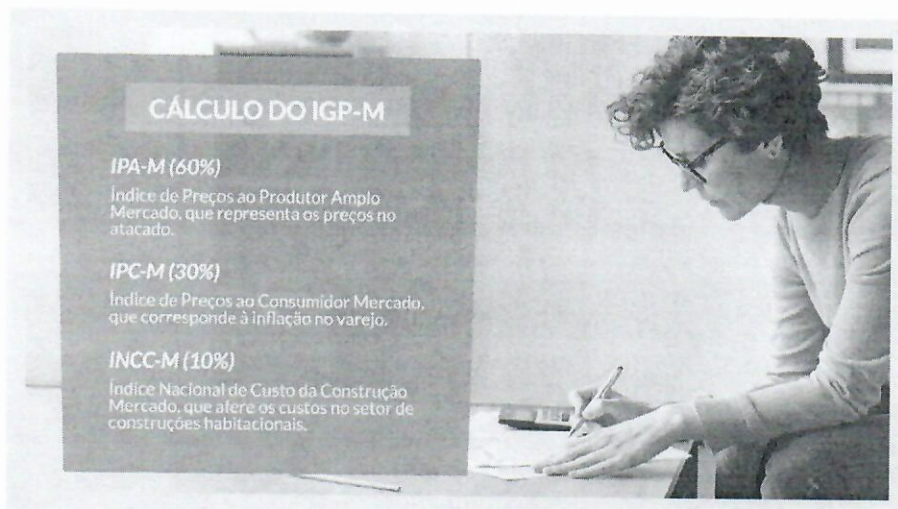 CÁLCULO DO IGP-M
IPA-M (60%)
Índice de Preços ao Produtor Amplo
Mercado, que representa os preços no
atacado.
IPC-M (30%)
Índice de Preços ao Consumidor Mercado,
que corresponde à inflação no varejo.
INCC-M (10%)
Índice Nacional de Custo da Construção
Mercado, que afere os custos no setor de
construções habitacionais.